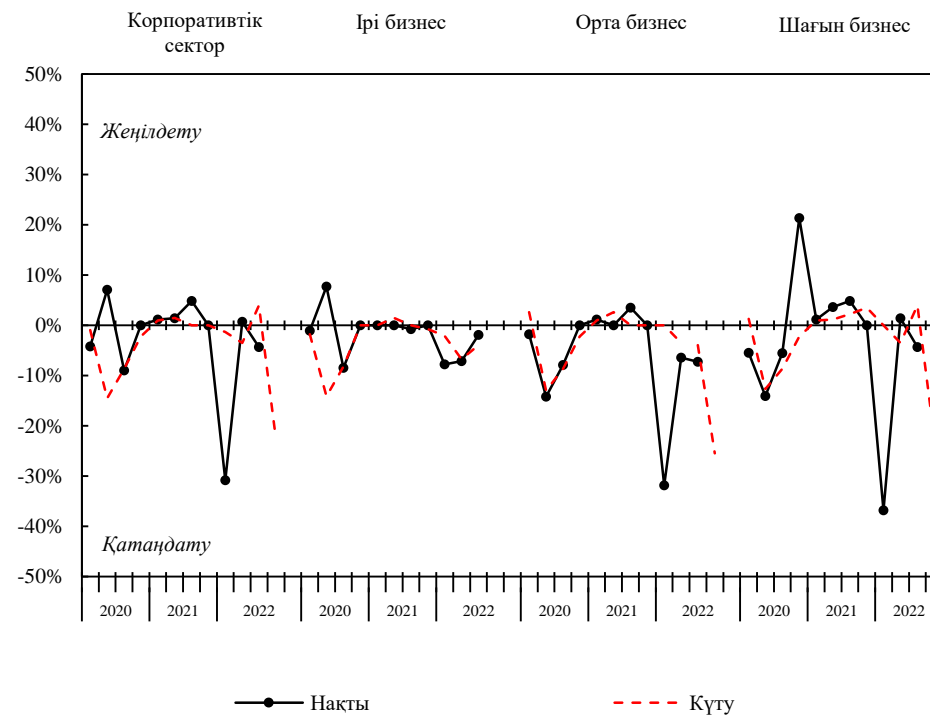 Корпоративтік
сектор
Ірі бизнес
Орта бизнес
Шағын бизнес
50%
40%
30%
20%
10%
0%
-10%
-20%
-30%
-40%
-50%
Жеңілдету
Қатаңдату
2020 2021 2022 2020 2021 2022 2020 2021 2022 2020 2021 2022
Нақты Күту